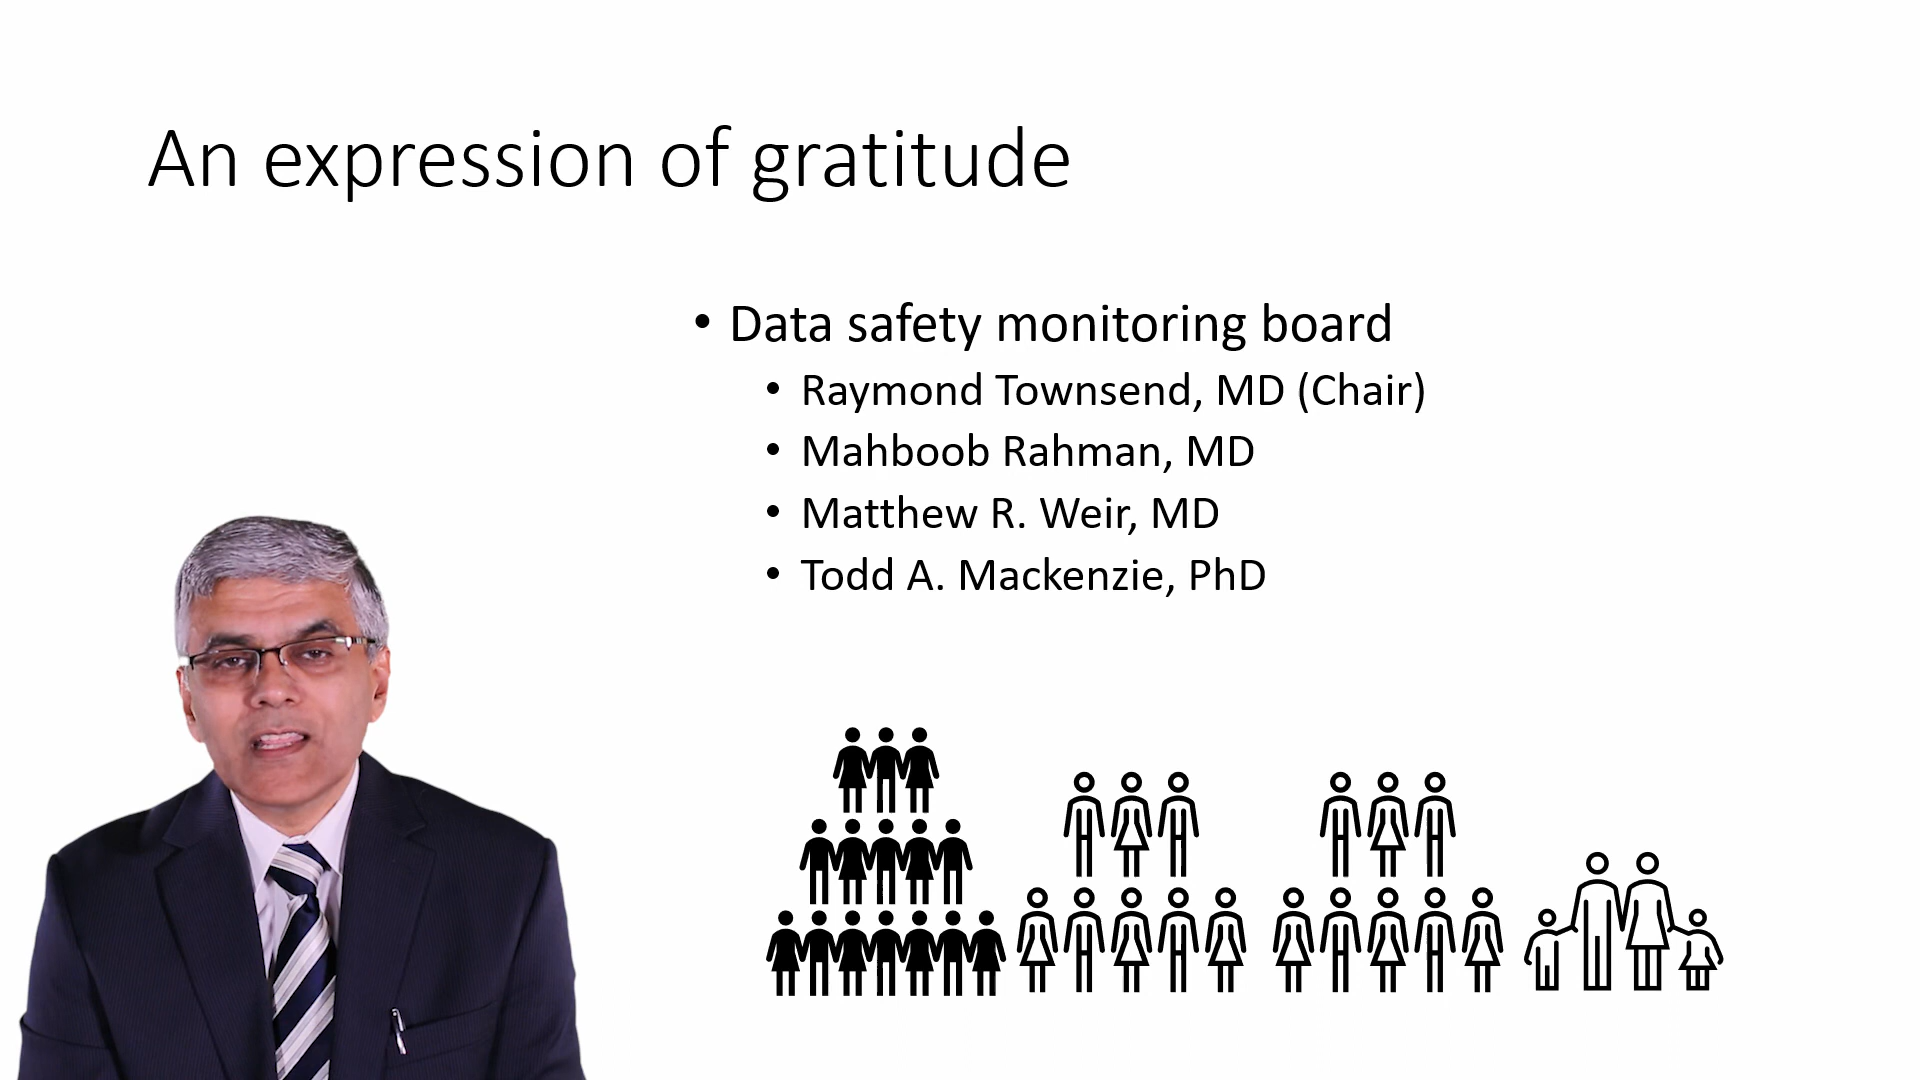 An expression of gratitude
• Data safety monitoring board
• Raymond Townsend, MD (Chair)
• Mahboob Rahman, MD
• Matthew R. Weir, MD
• Todd A. Mackenzie, PhD